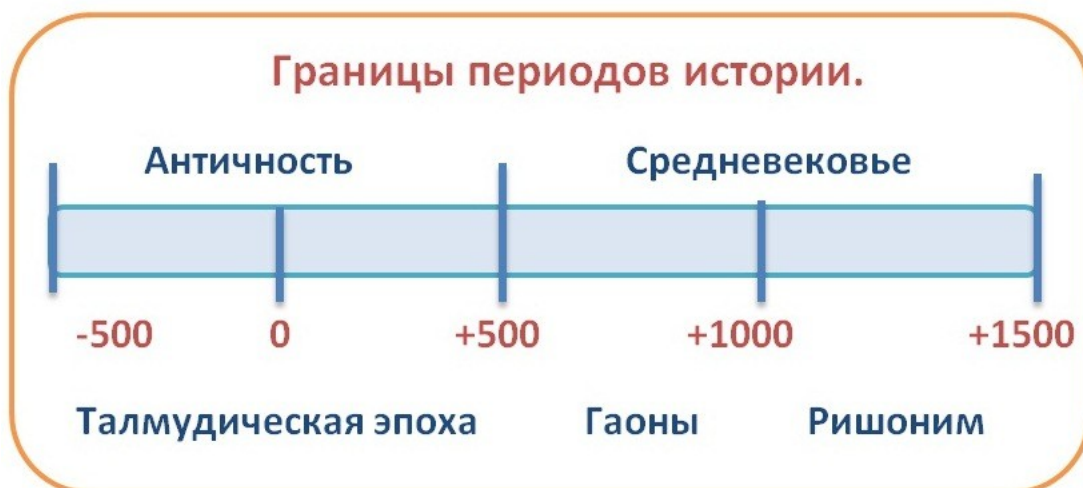 Границы периодов истории.
Античность Средневековье
-500 0 +500 +1000 +1500
Талмудическая эпоха Гаоны Ришоним